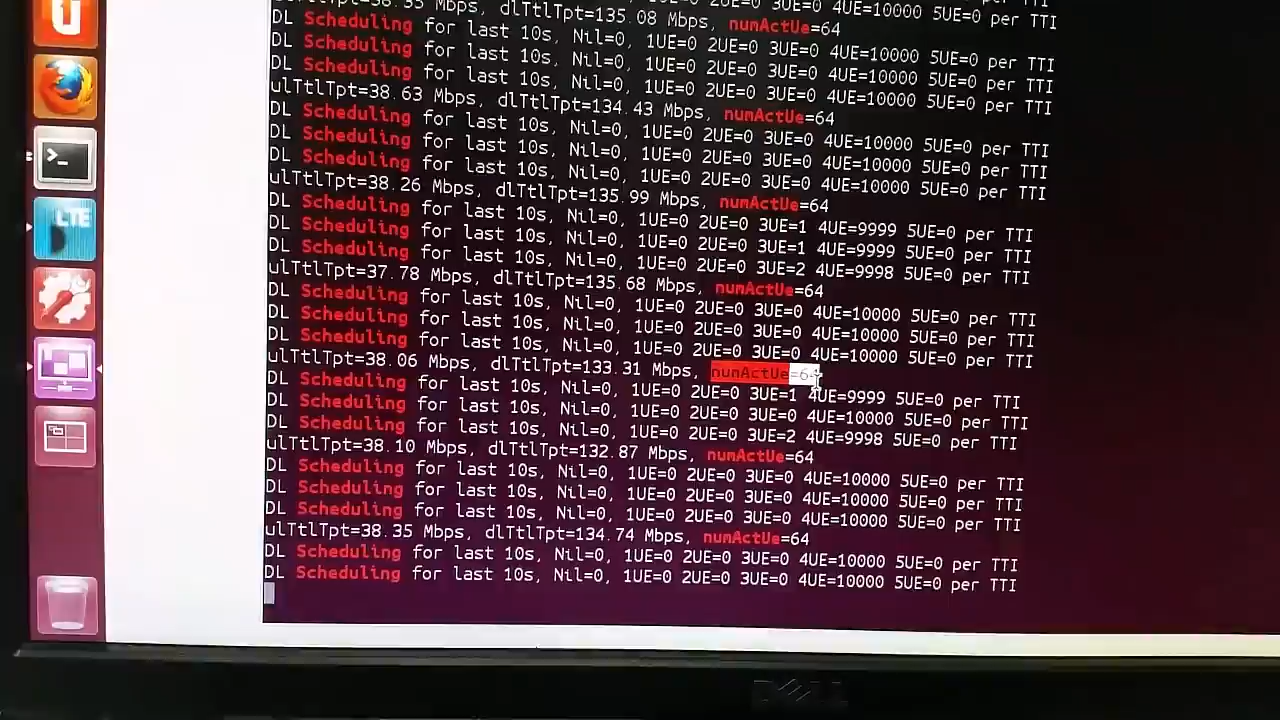 Mbps, dlTtlTpt=135.08 Mbps, numActUe=64
DL Scheduling for last 10s, Nil=0, 1UE=0 2UE=0 3UE=0 4UE=10000 5UE=0 per TTI
DL Scheduling for last 10s, Nil=0, 1UE=0 2UE=0 3UE=0 4UE=10000 5UE=0 per TTI
DL Scheduling for last 10s, Nil=0, 1UE=0 2UE=0 3UE=0 4UE=10000 5UE=0 per TTI
ulTtlTpt=38.63 Mbps, dlTtlTpt=134.43 Mbps, numActUe=64
DL Scheduling for last 10s, Nil=0, 1UE=0 2UE=0 3UE=0 4UE=10000 5UE=0 per TTI
DL Scheduling for last 10s, Nil=0, 1UE=0 2UE=0 3UE=0 4UE=10000 5UE=0 per TTI
DL Scheduling for last 10s, Nil=0, 1UE=0 2UE=0 3UE=0 4UE=10000 5UE=0 per TTI
ulTtlTpt=38.26 Mbps, dlTtlTpt=135.99 Mbps, numActUe=64
DL Scheduling for last 10s, Nil=0, 1UE=0 2UE=0 3UE=1 4UE=9999 5UE=0 per TTI
DL Scheduling for last 10s, Nil=0, 1UE=0 2UE=0 3UE=1 4UE=9999 5UE=0 per TTI
DL Scheduling for last 10s, Nil=0, 1UE=0 2UE=0 3UE=2 4UE=9998 5UE=0 per TTI
ulTtlTpt=37.78 Mbps, dlTtlTpt=135.68 Mbps, numActUe=64
DL Scheduling for last 10s, Nil=0, 1UE=0 2UE=0 3UE=0 4UE=10000 5UE=0 per TTI
DL Scheduling for last 10s, Nil=0, 1UE=0 2UE=0 3UE=0 4UE=10000 5UE=0 per TTI
DL Scheduling for last 10s, Nil=0, 1UE=0 2UE=0 3UE=0 4UE=10000 5UE=0 per TTI
ulTtlTpt=38.06 Mbps, dlTtlTpt=133.31 Mbps, numActUe=64
DL Scheduling for last 10s, Nil=0, 1UE=0 2UE=0 3UE=1 4UE=9999 5UE=0 per TTI
DL Scheduling for last 10s, Nil=0, 1UE=0 2UE=0 3UE=0 4UE=10000 5UE=0 per TTI
DL Scheduling for last 10s, Nil=0, 1UE=0 2UE=0 3UE=2 4UE=9998 5UE=0 per TTI
ulTtlTpt=38.10 Mbps, dlTtlTpt=132.87 Mbps, numActUe=64
DL Scheduling for last 10s, Nil=0, 1UE=0 2UE=0 3UE=0 4UE=10000 5UE=0 per TTI
DL Scheduling for last 10s, Nil=0, 1UE=0 2UE=0 3UE=0 4UE=10000 5UE=0 per TTI
DL Scheduling for last 10s, Nil=0, 1UE=0 2UE=0 3UE=0 4UE=10000 5UE=0 per TTI
ulTtlTpt=38.35 Mbps, dlTtlTpt=134.74 Mbps, numActUe=64
DL Scheduling for last 10s, Nil=0, 1UE=0 2UE=0 3UE=0 4UE=10000 5UE=0 per TTI
DL Scheduling for last 10s, Nil=0, 1UE=0 2UE=0 3UE=0 4UE=10000 5UE=0 per TTI
LTE
DELL